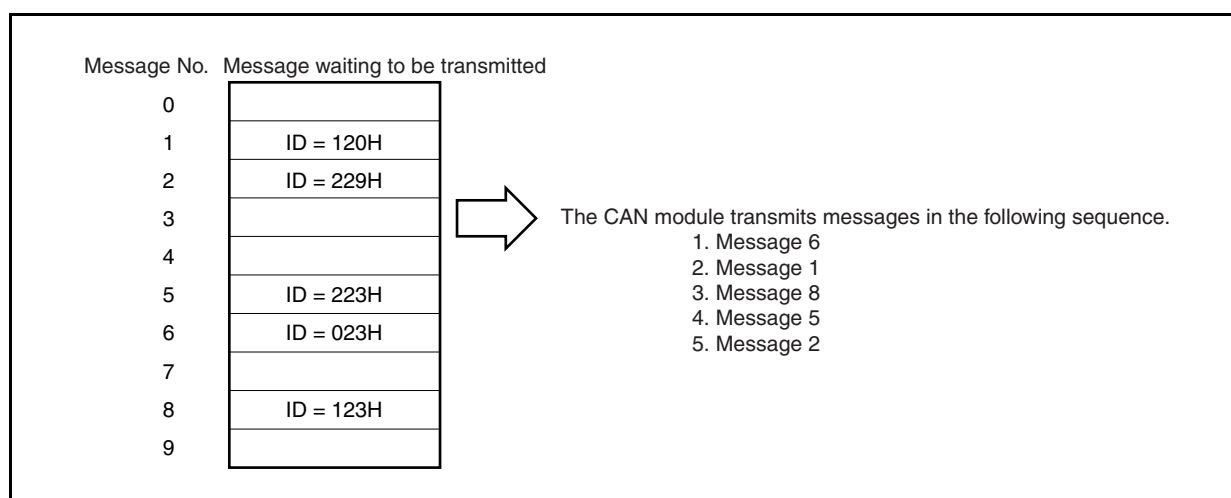 Message No. Message waiting to be transmitted
0
1 ID = 120H
2 ID = 229H
3
4
5 ID = 223H
6 ID = 023H
7
8 ID = 123H
9
The CAN module transmits messages in the following sequence.
1. Message 6
2. Message 1
3. Message 8
4. Message 5
5. Message 2